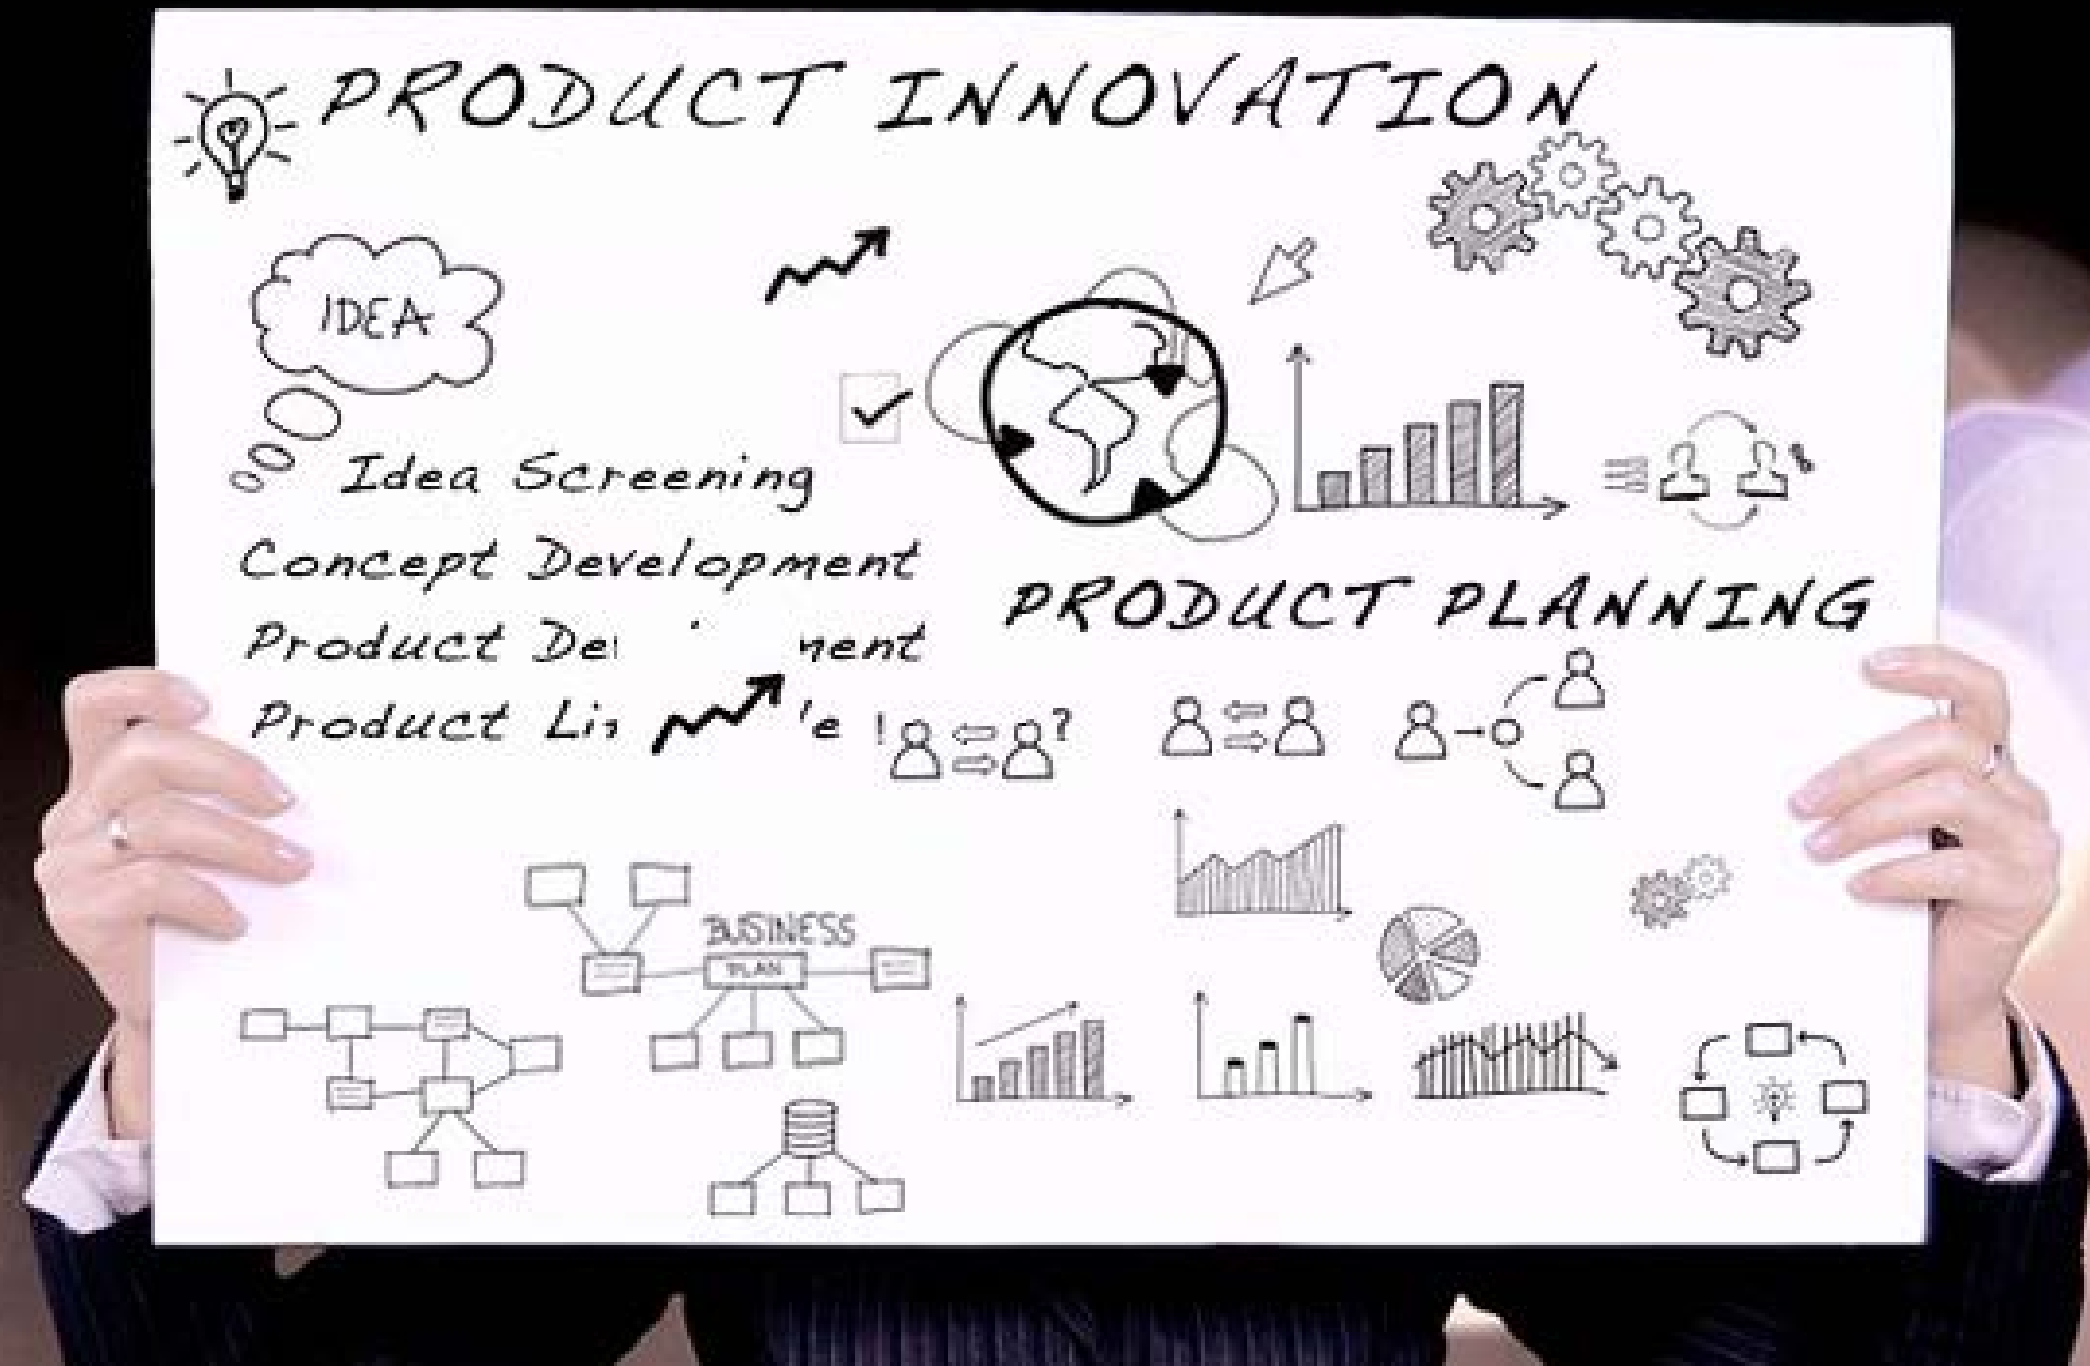 PRODUCT INNOVATION
IDEA
Idea Screening
Concept Development
Product
Product
PRODUCT PLANNING
! ?
BUSINESS
PLAN